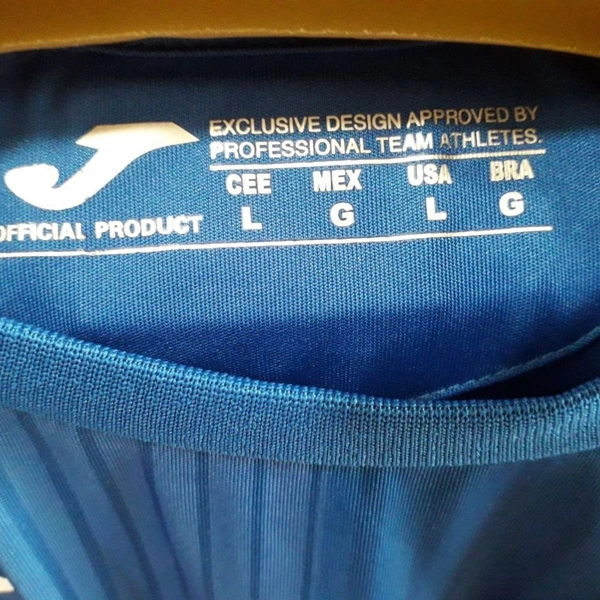 EXCLUSIVE DESIGN APPROVED BY
PROFESSIONAL TEAM ATHLETES.
CEE MEX USA BRA
L G L G
OFFICIAL PRODUCT